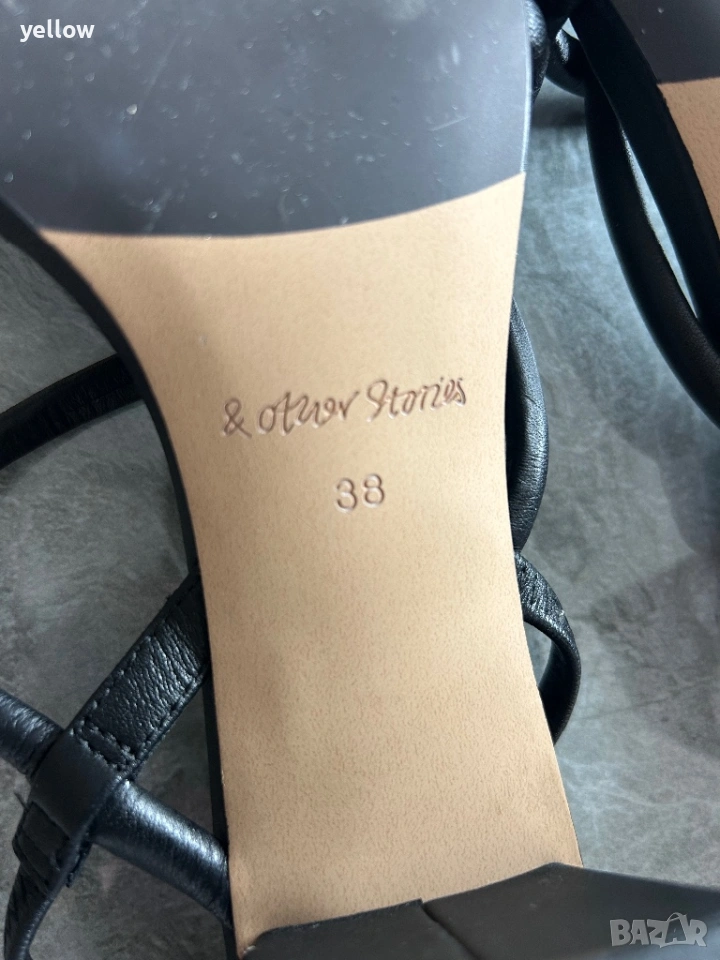 yellow
& other Stories
38
BAZAR